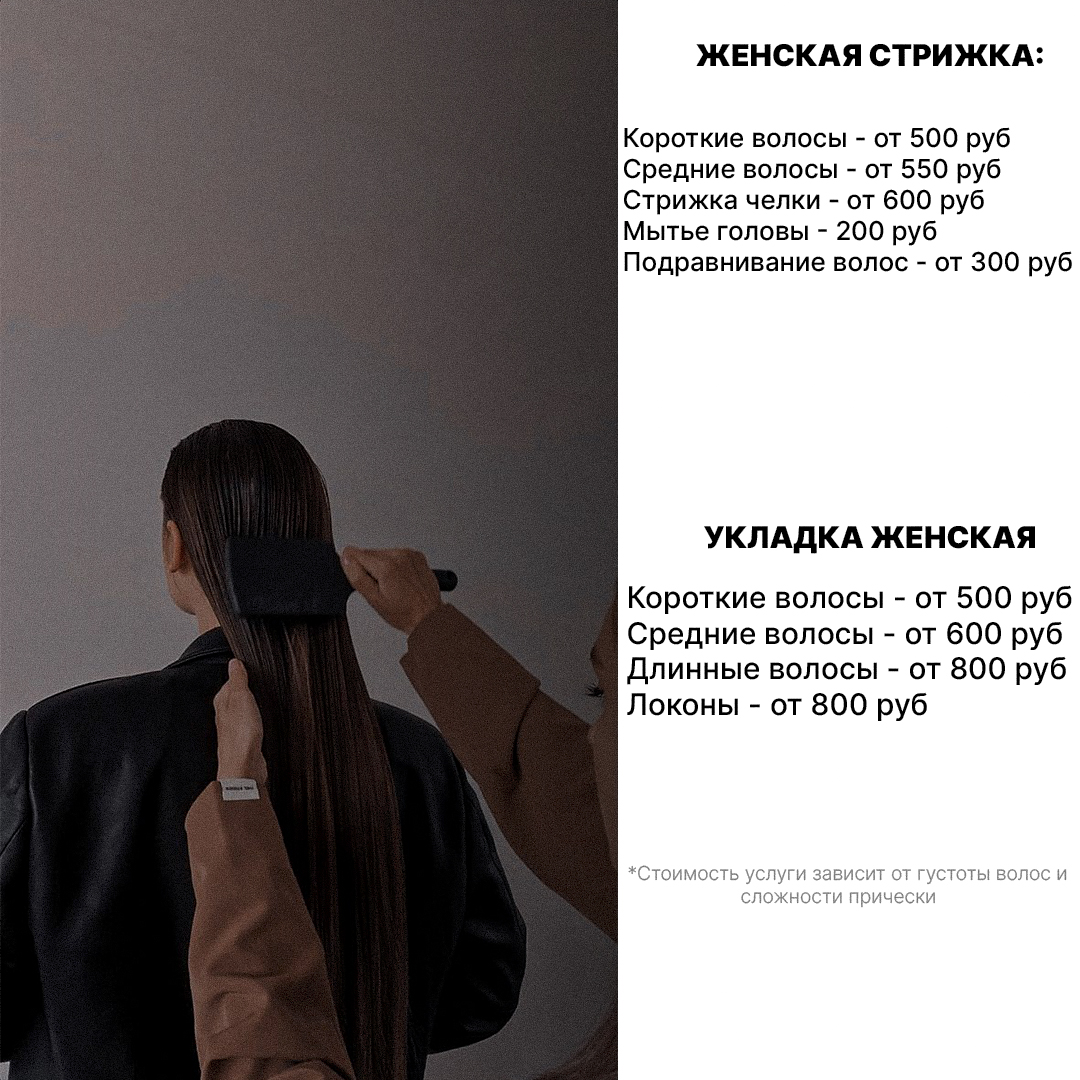 ЖЕНСКАЯ СТРИЖКА:
Короткие волосы - от 500 руб
Средние волосы - от 550 руб
Стрижка челки - от 600 руб
Мытье головы - 200 руб
Подравнивание волос - от 300 руб
УКЛАДКА ЖЕНСКАЯ
Короткие волосы - от 500 руб
Средние волосы - от 600 руб
Длинные волосы - от 800 руб
Локоны - от 800 руб
*Стоимость услуги зависит от густоты волос и
сложности прически